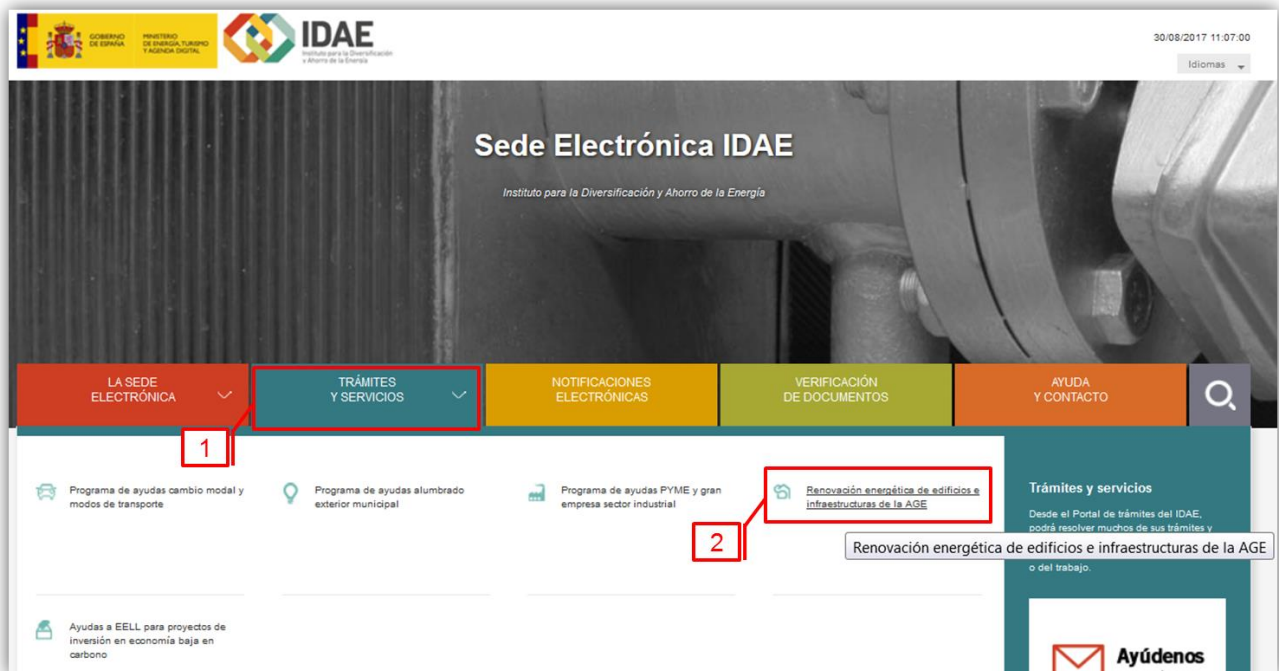 GOBIERNO
DE ESPAÑA
MINISTERIO
DE ENERGÍA, TURISMO
Y AGENDA DIGITAL
IDAE
Instituto para la Diversificación
y Ahorro de la Energía
30/08/2017 11:07:00
Idiomas
Sede Electrónica IDAE
Instituto para la Diversificación y Ahorro de la Energía
LA SEDE
ELECTRÓNICA
TRÁMITES
Y SERVICIOS
NOTIFICACIONES
ELECTRÓNICAS
VERIFICACIÓN
DE DOCUMENTOS
AYUDA
Y CONTACTO
1
Programa de ayudas cambio modal y
modos de transporte
Programa de ayudas alumbrado
exterior municipal
Programa de ayudas PYME y gran
empresa sector industrial
Renovación energética de edificios e
infraestructuras de la AGE
2
Renovación energética de edificios e infraestructuras de la AGE
Trámites y servicios
Desde el Portal de trámites del IDAE,
podrá resolver muchos de sus trámites y
o del trabajo.
Ayudas a EELL para proyectos de
inversión en economía baja en
carbono
Ayúdenos